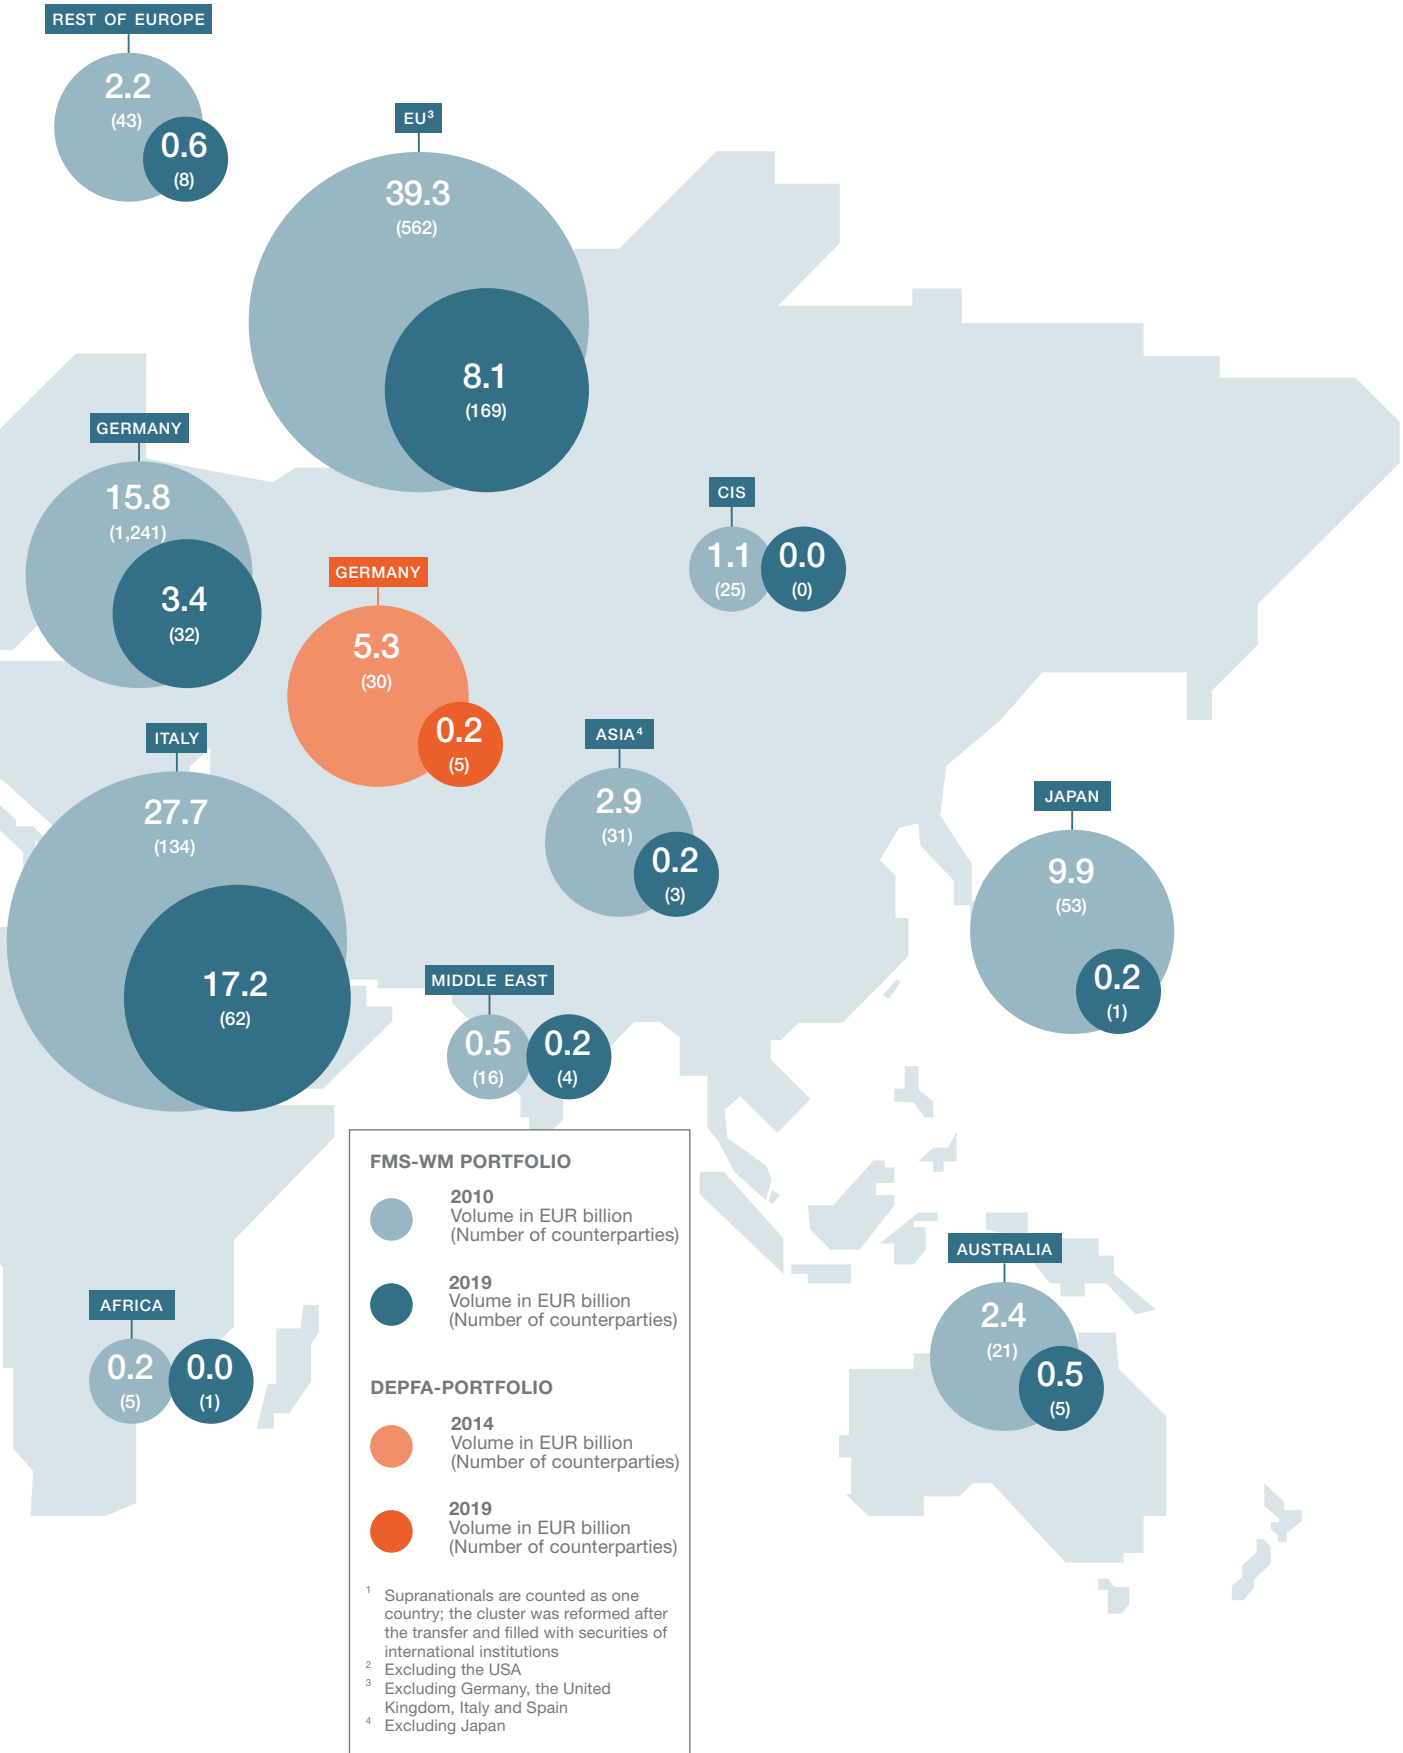 REST OF EUROPE
2.2
(43)
0.6
(8)
EU³
39.3
(562)
8.1
(169)
GERMANY
15.8
(1,241)
3.4
(32)
GERMANY
5.3
(30)
0.2
(5)
CIS
1.1
(25)
0.0
(0)
ITALY
27.7
(134)
17.2
(62)
ASIA⁴
2.9
(31)
0.2
(3)
JAPAN
9.9
(53)
0.2
(1)
MIDDLE EAST
0.5
(16)
0.2
(4)
AFRICA
0.2
(5)
0.0
(1)
AUSTRALIA
2.4
(21)
0.5
(5)
FMS-WM PORTFOLIO
2010
Volume in EUR billion
(Number of counterparties)
2019
Volume in EUR billion
(Number of counterparties)
DEPFA-PORTFOLIO
2014
Volume in EUR billion
(Number of counterparties)
2019
Volume in EUR billion
(Number of counterparties)
¹ Supranationals are counted as one
country; the cluster was reformed after
the transfer and filled with securities of
international institutions
² Excluding the USA
³ Excluding Germany, the United
Kingdom, Italy and Spain
⁴ Excluding Japan